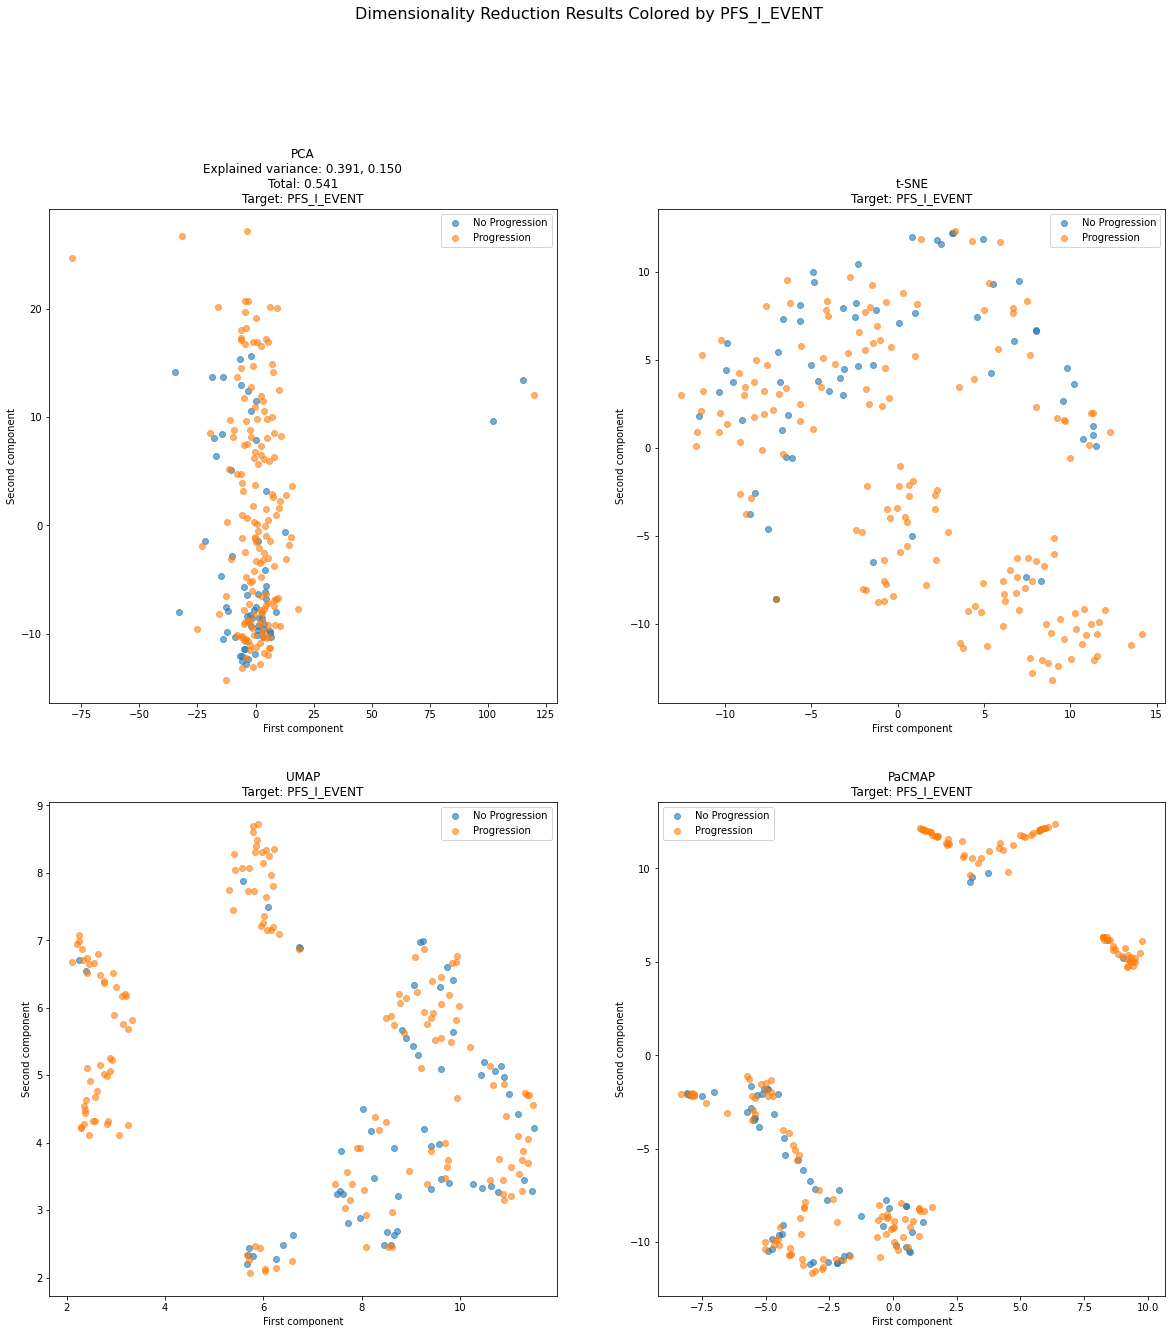 Dimensionality Reduction Results Colored by PFS_I_EVENT
PCA
Explained variance: 0.391, 0.150
Total: 0.541
Target: PFS_I_EVENT
No Progression
Progression
20
10
0
−10
Second component
−75 −50 −25 0 25 50 75 100 125
First component
t-SNE
Target: PFS_I_EVENT
No Progression
Progression
10
5
0
−5
−10
Second component
−10 −5 0 5 10 15
First component
UMAP
Target: PFS_I_EVENT
No Progression
Progression
9
8
7
6
5
4
3
2
Second component
2 4 6 8 10
First component
PaCMAP
Target: PFS_I_EVENT
No Progression
Progression
10
5
0
−5
−10
Second component
−7.5 −5.0 −2.5 0.0 2.5 5.0 7.5 10.0
First component